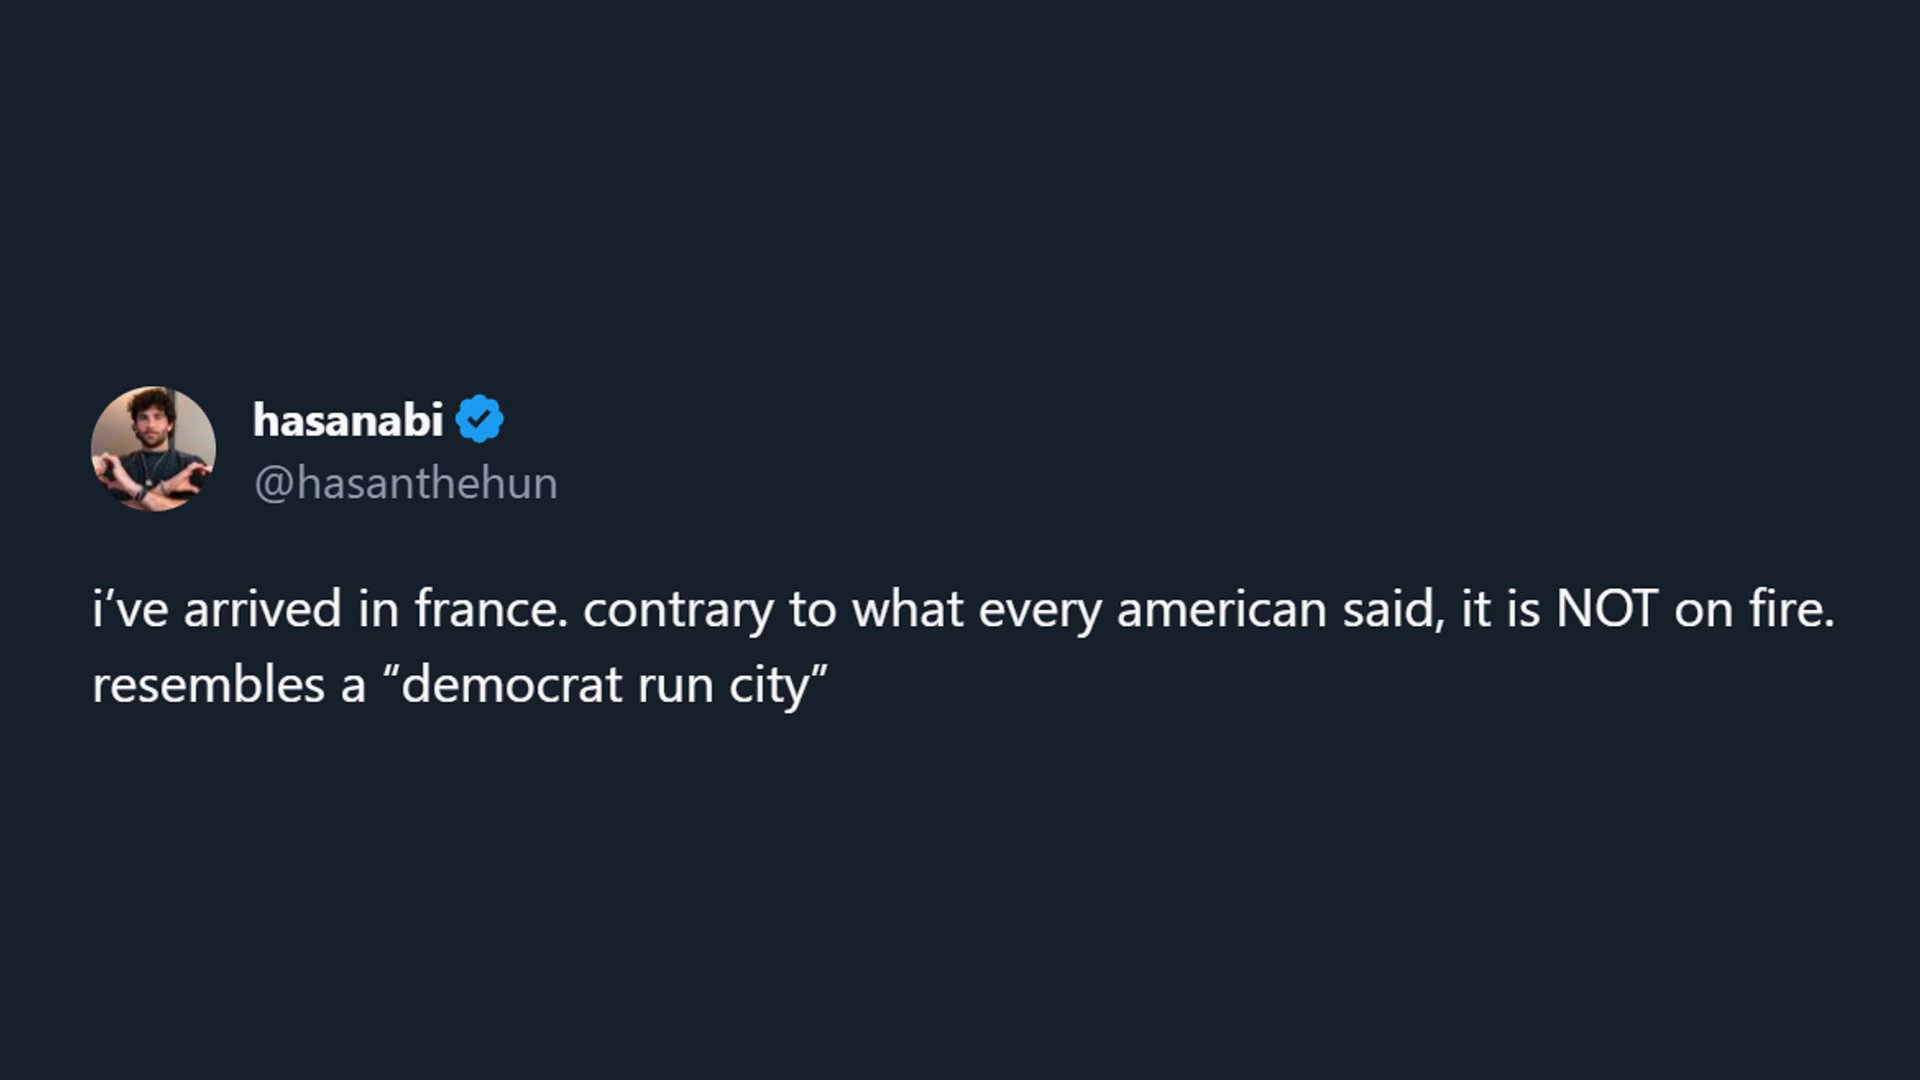 hasanabi
@hasanthehun
i’ve arrived in france. contrary to what every american said, it is NOT on fire.
resembles a “democrat run city”